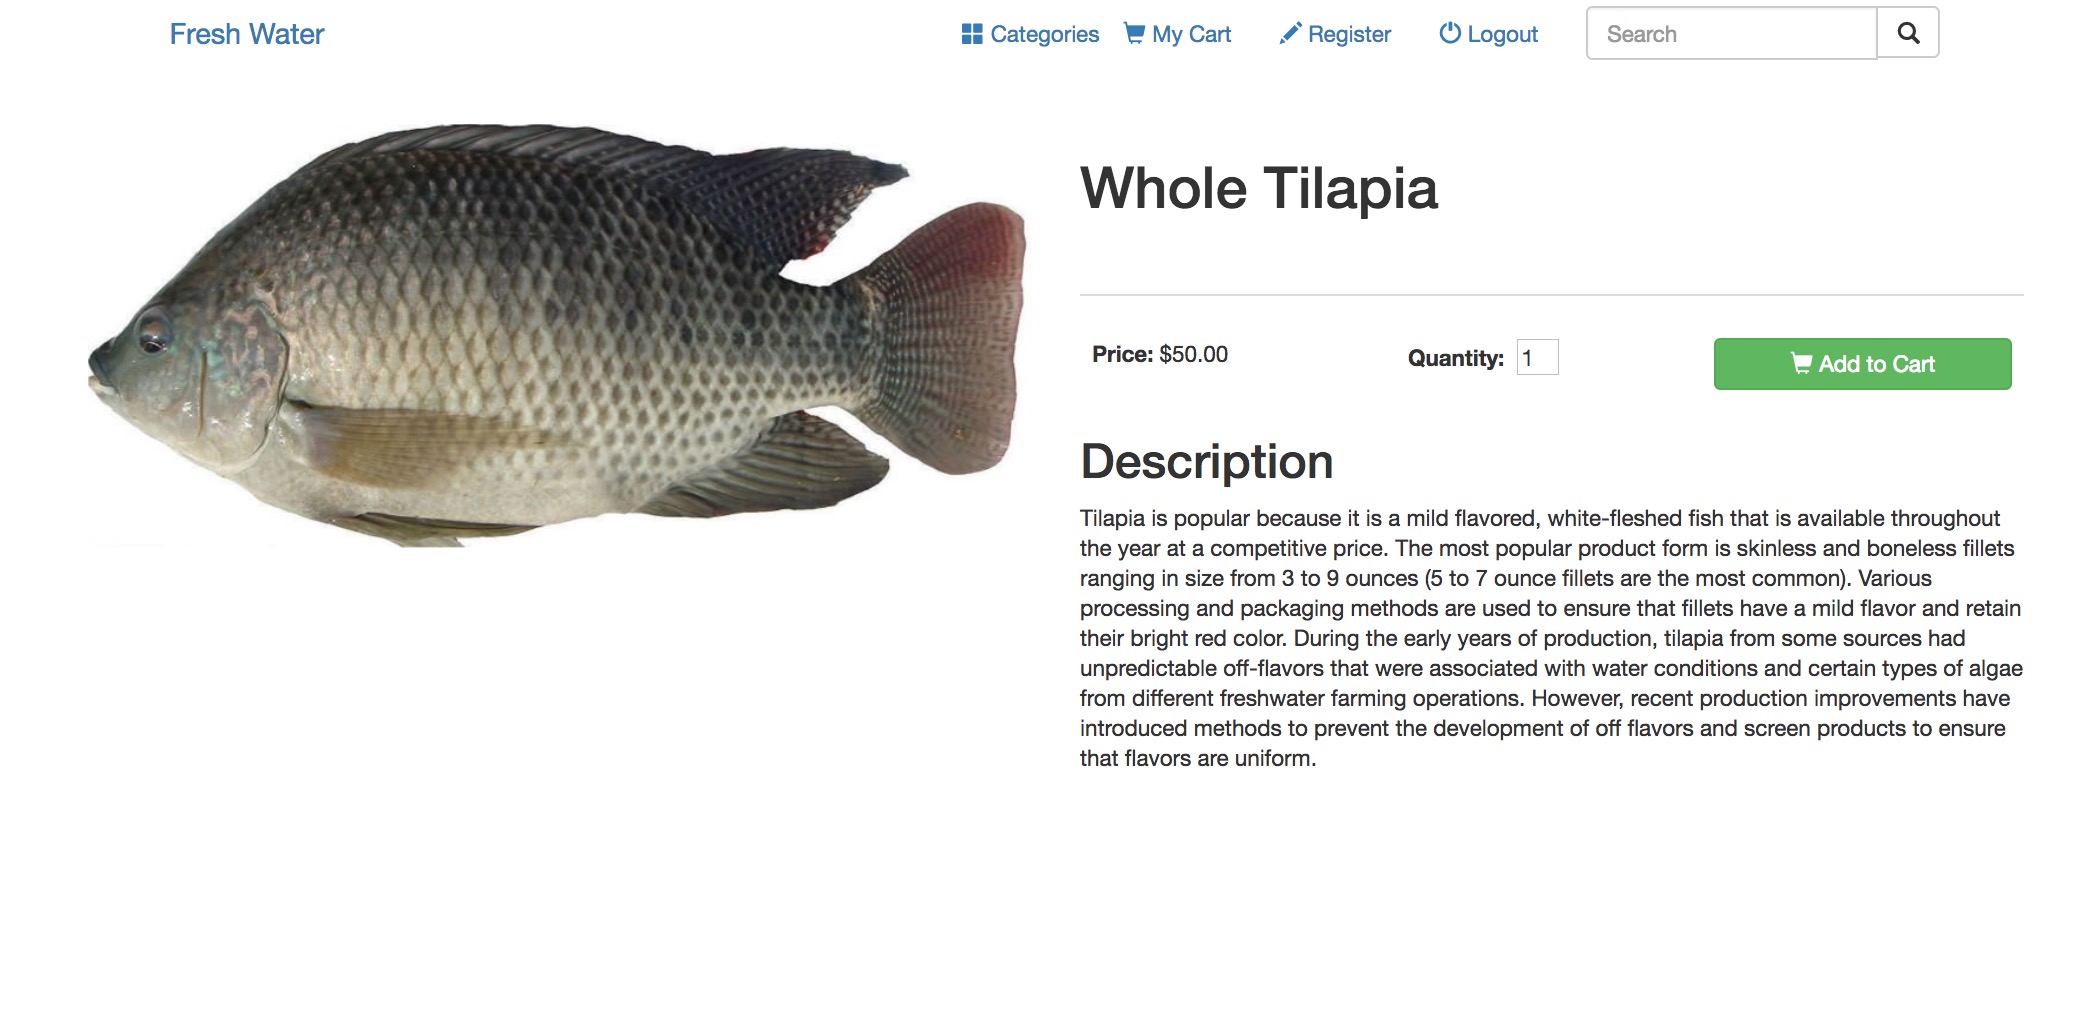 Fresh Water
Categories My Cart Register Logout Search
Whole Tilapia
Price: $50.00 Quantity: 1 Add to Cart
Description
Tilapia is popular because it is a mild flavored, white-fleshed fish that is available throughout
the year at a competitive price. The most popular product form is skinless and boneless fillets
ranging in size from 3 to 9 ounces (5 to 7 ounce fillets are the most common). Various
processing and packaging methods are used to ensure that fillets have a mild flavor and retain
their bright red color. During the early years of production, tilapia from some sources had
unpredictable off-flavors that were associated with water conditions and certain types of algae
from different freshwater farming operations. However, recent production improvements have
introduced methods to prevent the development of off flavors and screen products to ensure
that flavors are uniform.